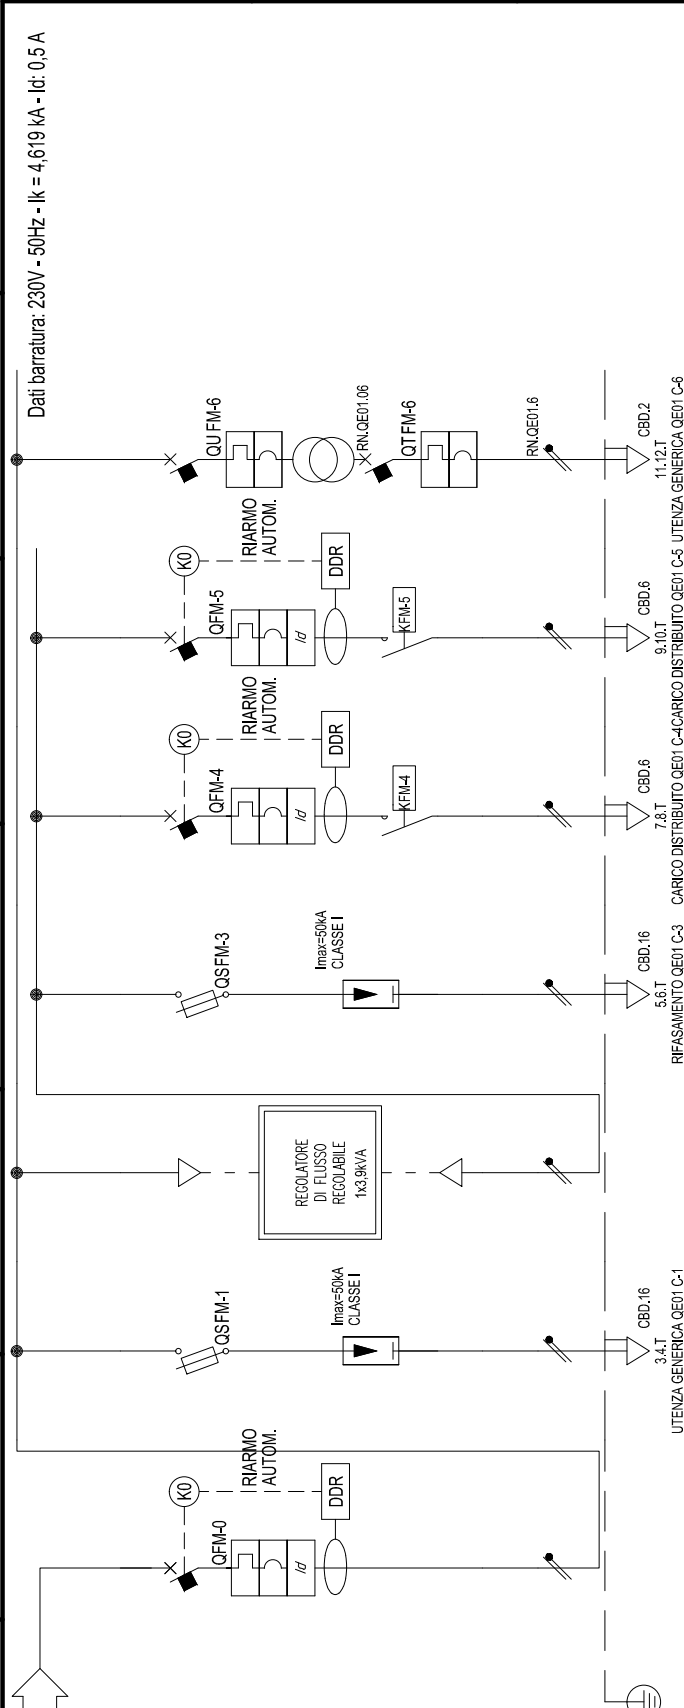 Dati barratura: 230V - 50Hz - Ik = 4,619 kA - Id: 0,5 A
K0
QFM-0
RIARMO
AUTOM.
Id
DDR
QSFM-1
Imax=50kA
CLASSE I
CBD.16
3.4.T
UTENZA GENERICA QE01 C-1
REGOLATORE
DI FLUSSO
REGOLABILE
1x3,9kVA
QSFM-3
Imax=50kA
CLASSE I
CBD.16
5.6.T
RIFASAMENTO QE01 C-3
K0
QFM-4
RIARMO
AUTOM.
Id
DDR
KFM-4
CBD.6
7.8.T
CARICO DISTRIBUITO QE01 C-4
K0
QFM-5
RIARMO
AUTOM.
Id
DDR
KFM-5
CBD.6
9.10.T
CARICO DISTRIBUITO QE01 C-5
QU FM-6
RN.QE01.06
QTFM-6
RN.QE01.6
CBD.2
11.12.T
UTENZA GENERICA QE01 C-6